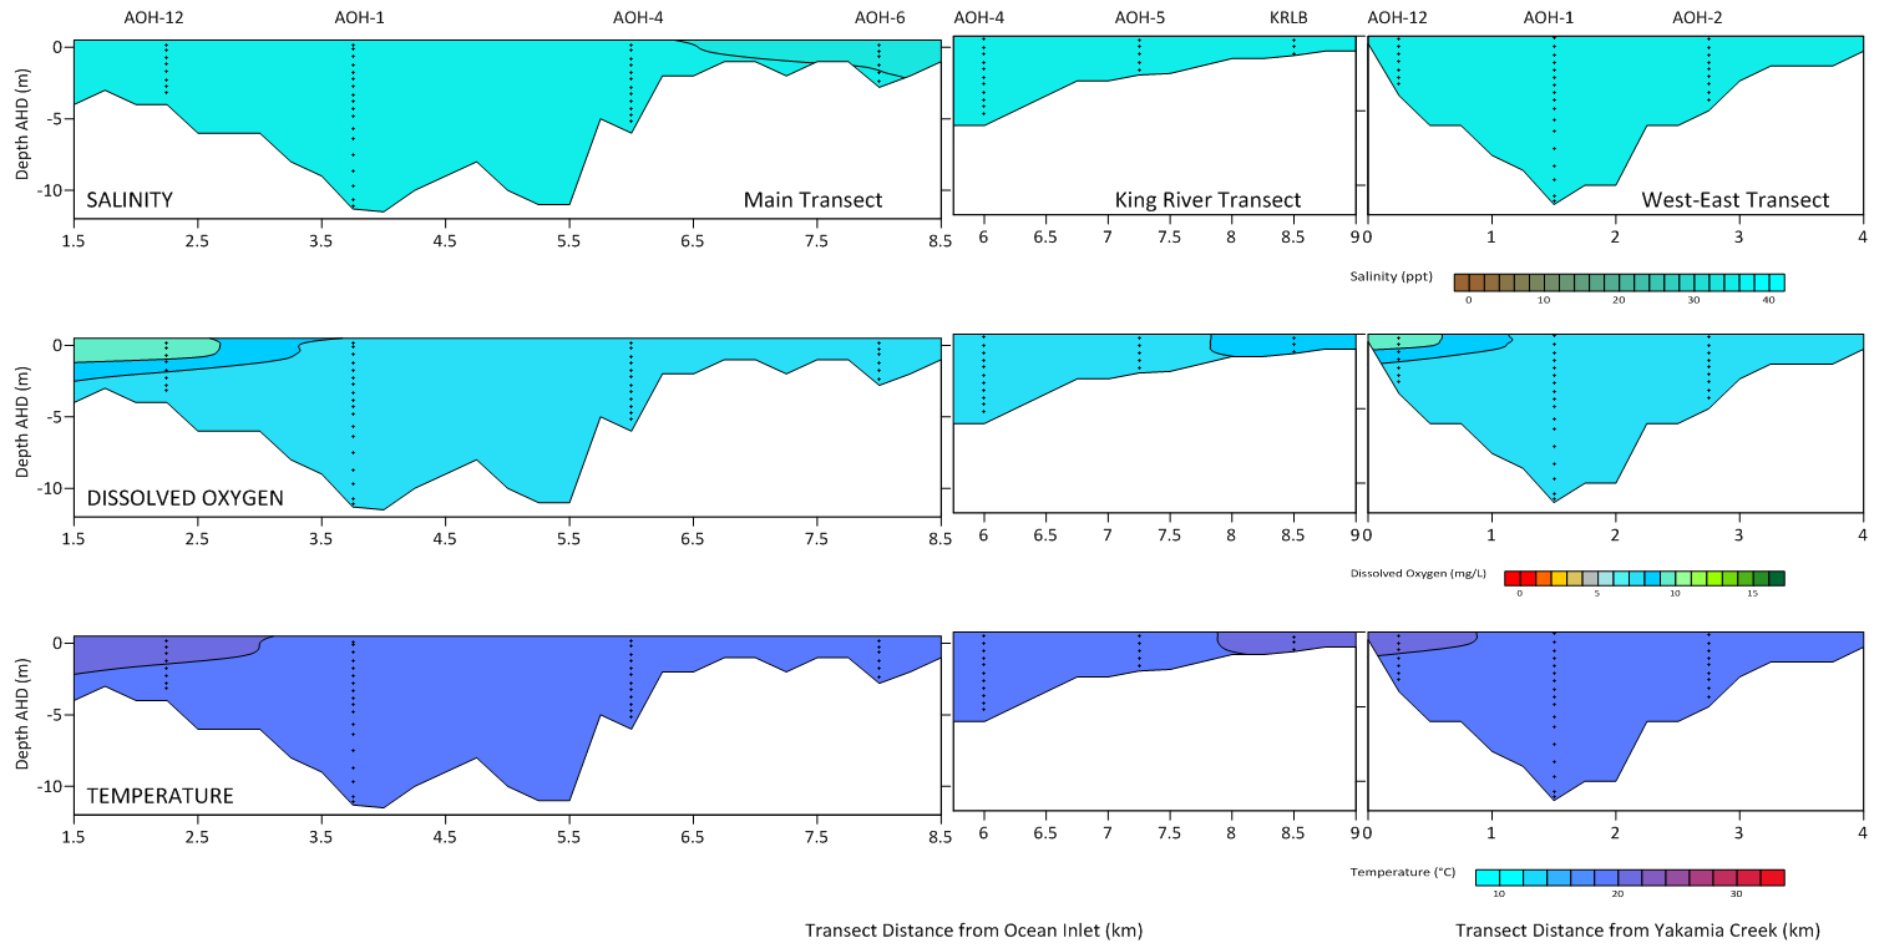 AOH-12 AOH-1 AOH-4 AOH-6 AOH-4 AOH-5 KRLB AOH-12 AOH-1 AOH-2
Depth AHD (m)
0
-5
-10
SALINITY Main Transect King River Transect West-East Transect
1.5 2.5 3.5 4.5 5.5 6.5 7.5 8.5 6 6.5 7 7.5 8 8.5 9 0 1 2 3 4
Salinity (ppt)
0 10 20 30 40
Depth AHD (m)
0
-5
-10
DISSOLVED OXYGEN
1.5 2.5 3.5 4.5 5.5 6.5 7.5 8.5 6 6.5 7 7.5 8 8.5 9 0 1 2 3 4
Dissolved Oxygen (mg/L)
0 5 10 15
Depth AHD (m)
0
-5
-10
TEMPERATURE
1.5 2.5 3.5 4.5 5.5 6.5 7.5 8.5 6 6.5 7 7.5 8 8.5 9 0 1 2 3 4
Temperature (°C)
10 20 30
Transect Distance from Ocean Inlet (km) Transect Distance from Yakamia Creek (km)